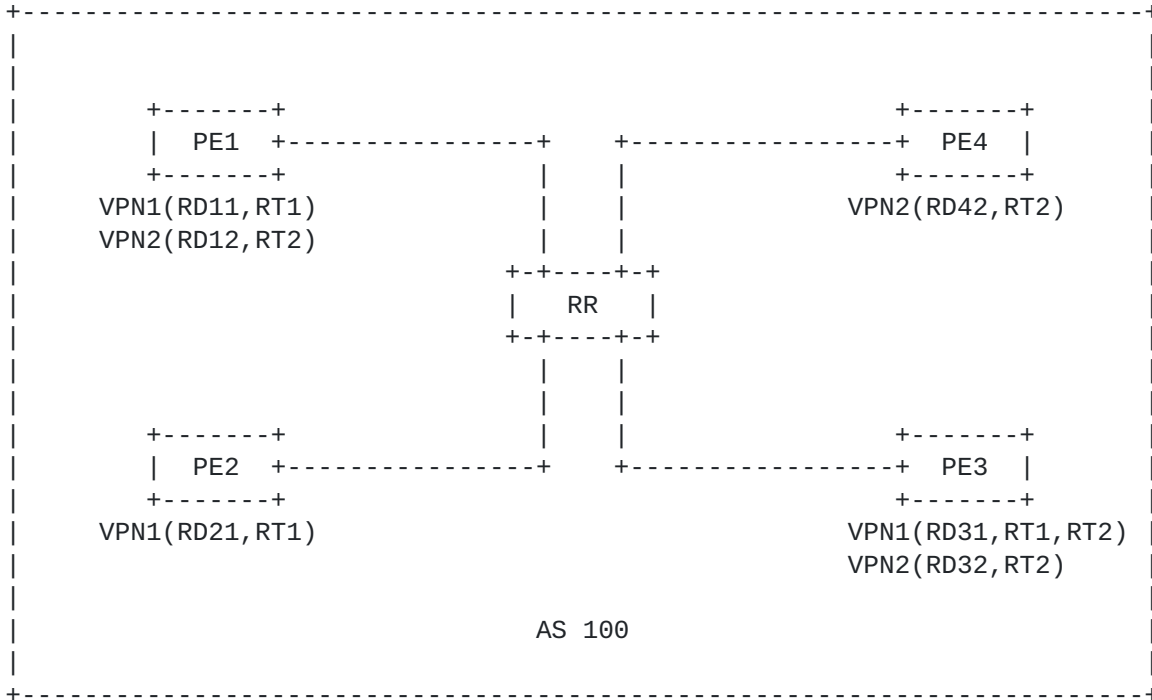 PE1 PE4
VPN1(RD11,RT1) VPN2(RD42,RT2)
VPN2(RD12,RT2)
RR
PE2 PE3
VPN1(RD21,RT1) VPN1(RD31,RT1,RT2)
VPN2(RD32,RT2)
AS 100